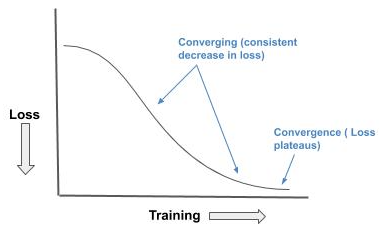 Converging (consistent
decrease in loss)
Loss
Convergence ( Loss
plateaus)
Training